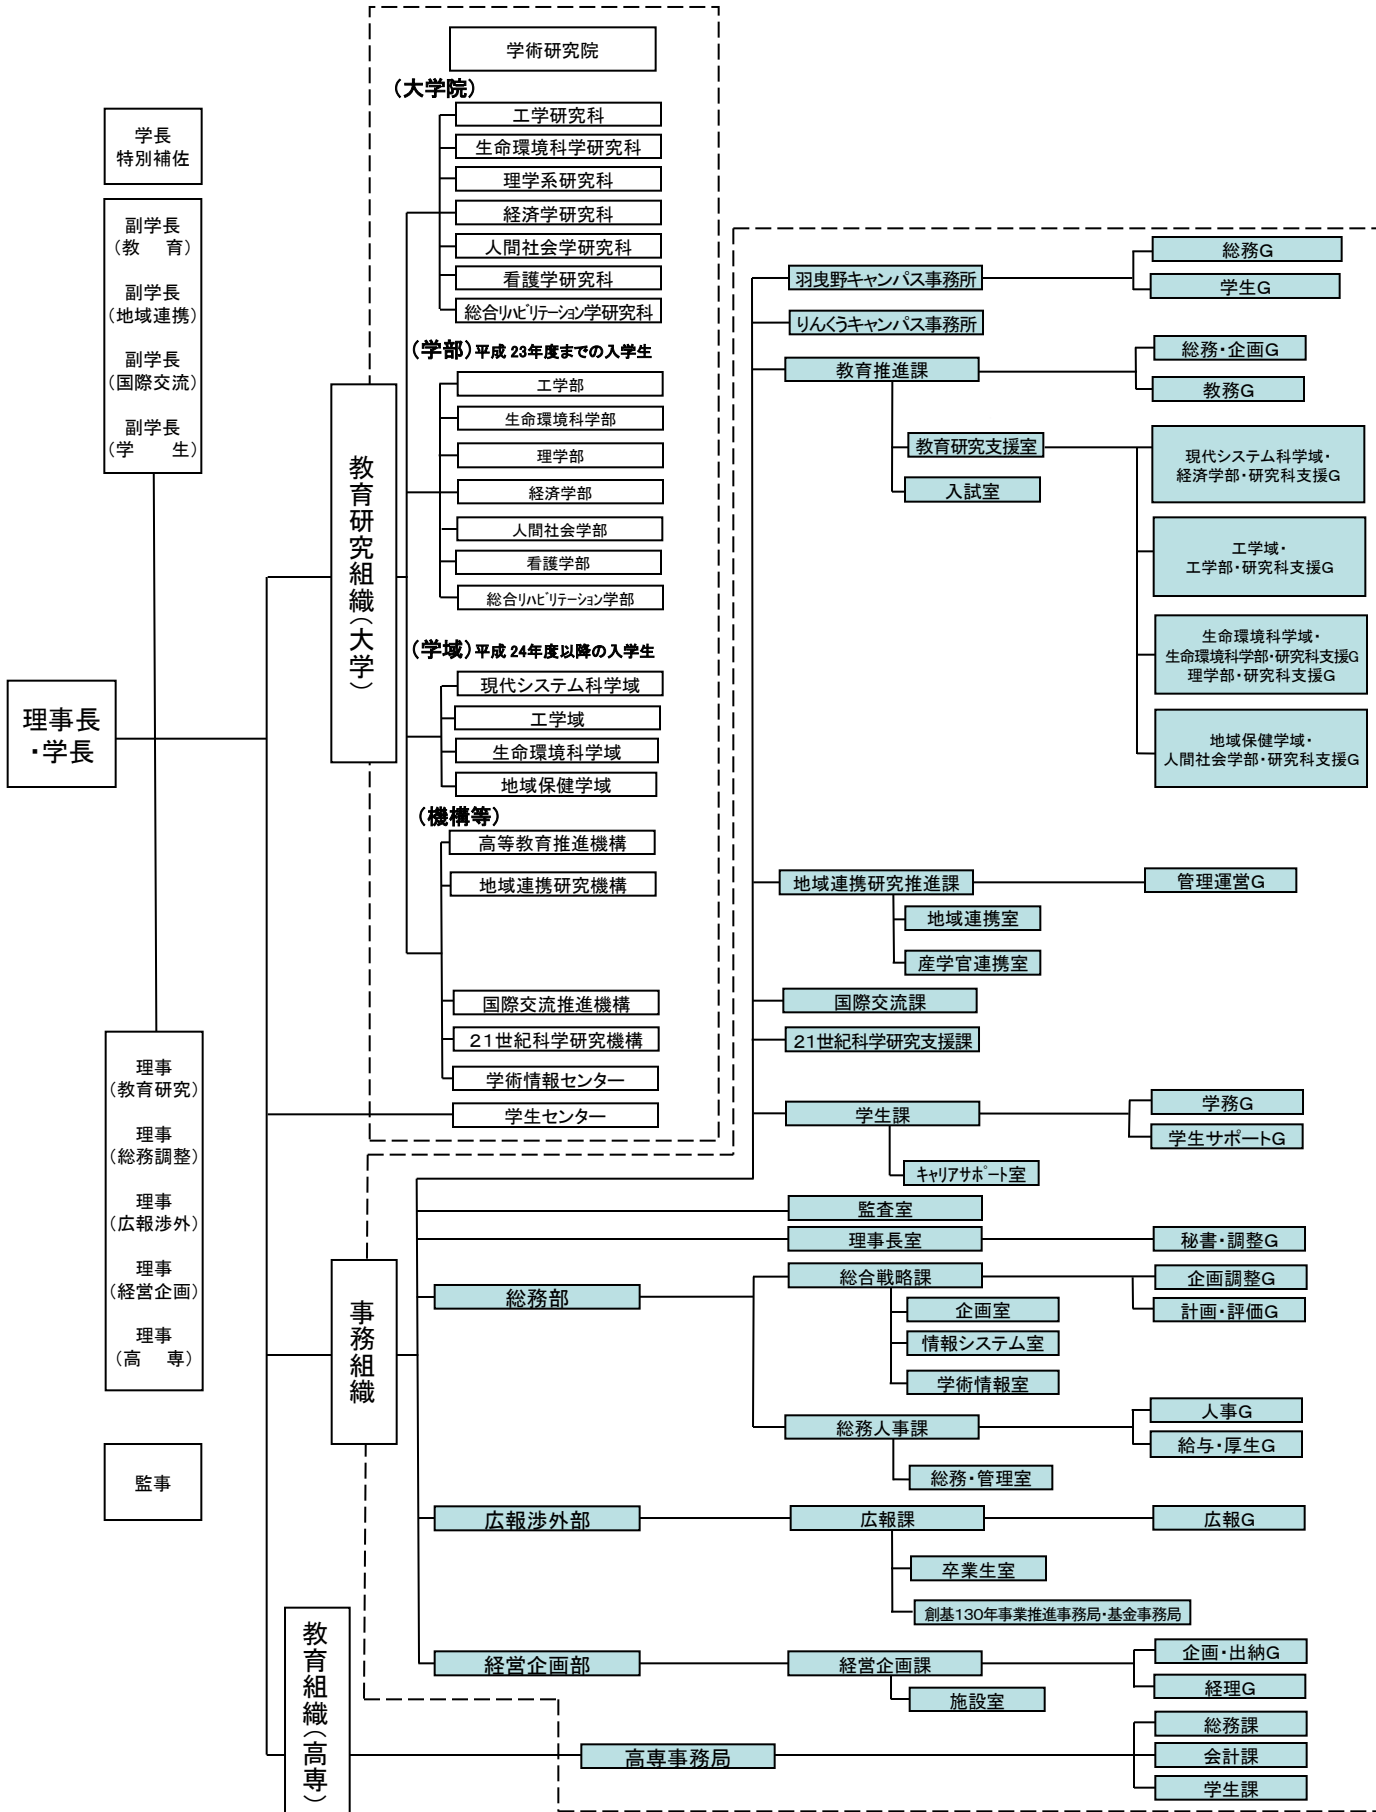 学術研究院
(大学院)
工学研究科
生命環境科学研究科
理学系研究科
経済学研究科
人間社会学研究科
看護学研究科
総合リハビリテーション学研究科
(学部)平成23年度までの入学生
工学部
生命環境科学部
理学部
経済学部
人間社会学部
看護学部
総合リハビリテーション学部
(学域)平成24年度以降の入学生
現代システム科学域
工学域
生命環境科学域
地域保健学域
(機構等)
高等教育推進機構
地域連携研究機構
国際交流推進機構
21世紀科学研究機構
学術情報センター
学生センター
学長
特別補佐
副学長
(教 育)
副学長
(地域連携)
副学長
(国際交流)
副学長
(学 生)
理事長
・学長
理事
(教育研究)
理事
(総務調整)
理事
(広報渉外)
理事
(経営企画)
理事
(高 専)
監事
教育研究組織(大学)
事務組織
教育組織(高専)
羽曳野キャンパス事務所
総務G
学生G
りんくうキャンパス事務所
教育推進課
総務・企画G
教務G
教育研究支援室
入試室
現代システム科学域・
経済学部・研究科支援G
工学域・
工学部・研究科支援G
生命環境科学域・
生命環境科学部・研究科支援G
理学部・研究科支援G
地域保健学域・
人間社会学部・研究科支援G
地域連携研究推進課
管理運営G
地域連携室
産学官連携室
国際交流課
21世紀科学研究支援課
学生課
学務G
学生サポートG
キャリアサポート室
監査室
理事長室
秘書・調整G
総務部
総合戦略課
企画調整G
計画・評価G
企画室
情報システム室
学術情報室
総務人事課
人事G
給与・厚生G
総務・管理室
広報渉外部
広報課
広報G
卒業生室
創基130年事業推進事務局・基金事務局
経営企画部
経営企画課
企画・出納G
経理G
施設室
高専事務局
総務課
会計課
学生課